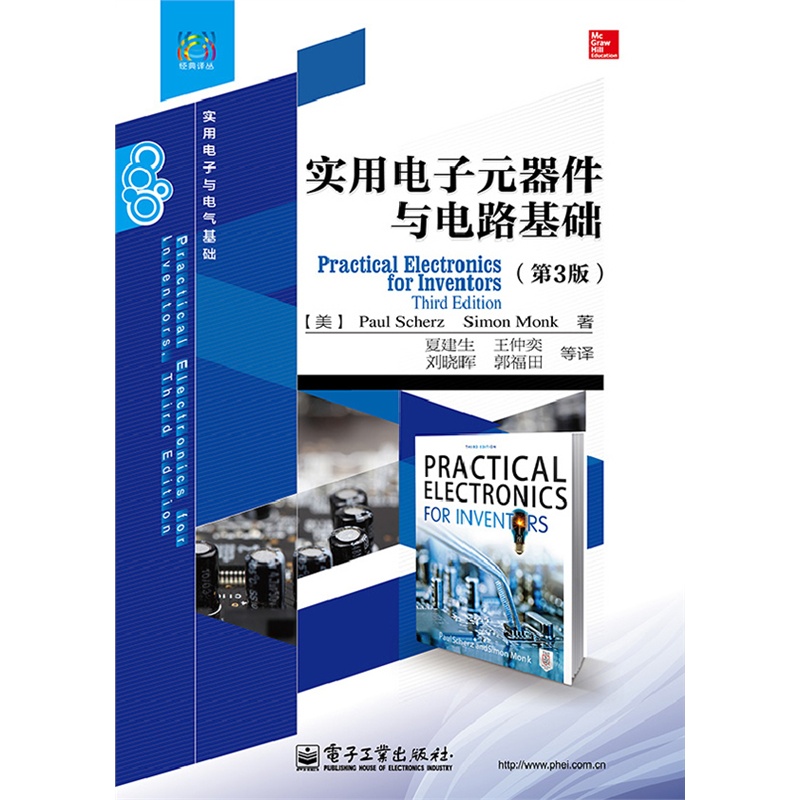 经典译丛
Mc
Graw
Hill
Education
实用电子与电气基础
Practical Electronics for
Inventors, Third Edition
实用电子元器件
与电路基础
(第3版)
Practical Electronics
for Inventors
Third Edition
【美】 Paul Scherz Simon Monk 著
夏建生 王仲奕
刘晓晖 郭福田 等译
THIRD EDITION
PRACTICAL
ELECTRONICS
FOR INVENTORS
Paul Scherz and Simon Monk
電子工業出版社
PUBLISHING HOUSE OF ELECTRONICS INDUSTRY
http://www.phei.com.cn